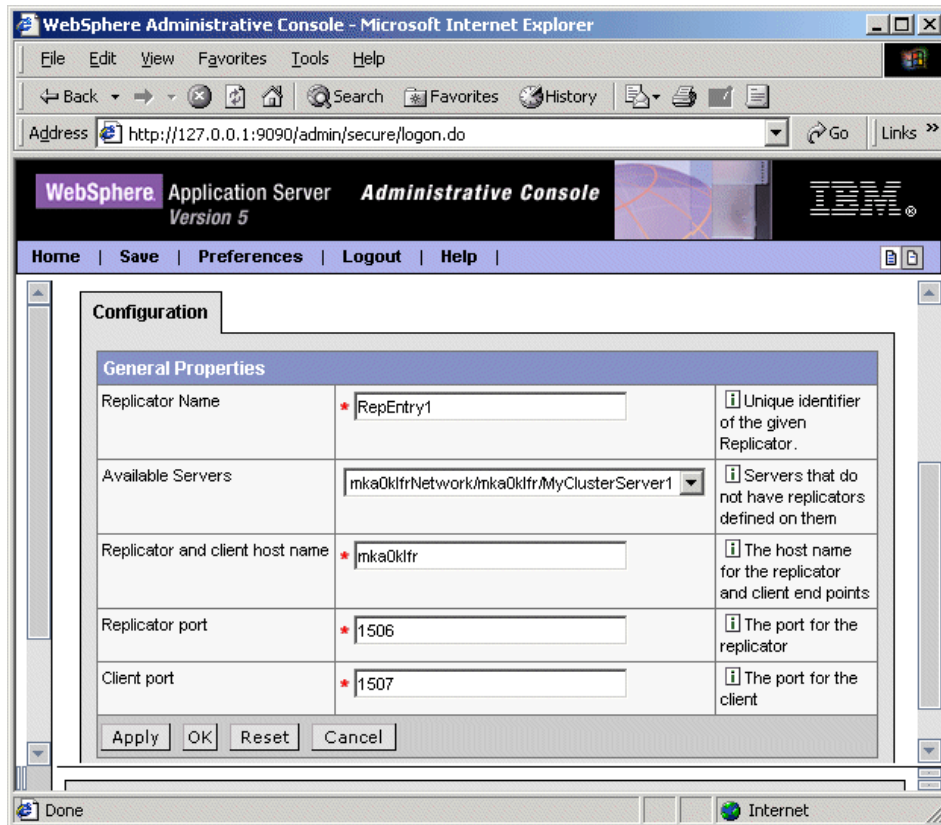 WebSphere Administrative Console - Microsoft Internet Explorer
File Edit View Favorites Tools Help
Back Search Favorites History
Address http://127.0.0.1:9090/admin/secure/logon.do Go Links »
WebSphere. Application Server Administrative Console IBM®
Version 5
Home | Save | Preferences | Logout | Help |
Configuration
General Properties
Replicator Name * RepEntry1 i Unique identifier
of the given
Replicator.
Available Servers mka0klfrNetwork/mka0klfr/MyClusterServer1 i Servers that do
not have replicators
defined on them
Replicator and client host name * mka0klfr i The host name
for the replicator
and client end points
Replicator port * 1506 i The port for the
replicator
Client port * 1507 i The port for the
client
Apply OK Reset Cancel
Done Internet